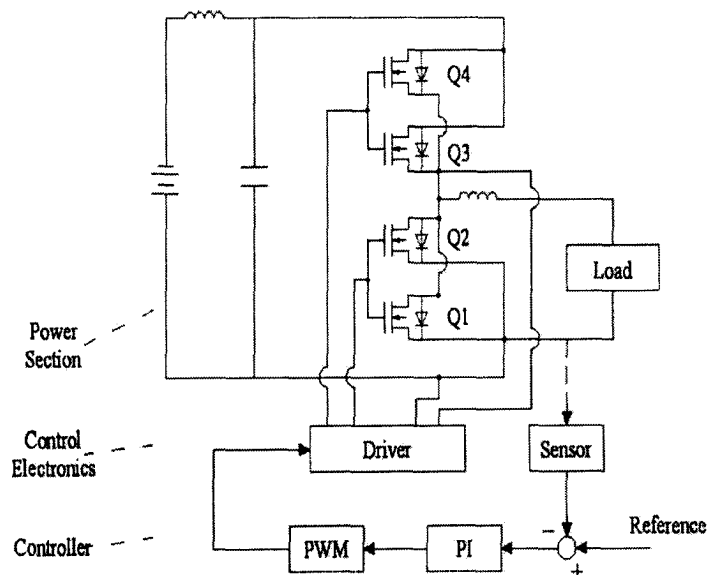 Q4
Q3
Q2
Load
Q1
Power
Section
Control
Electronics
Driver
Sensor
Reference
−
+
Controller
PWM
PI